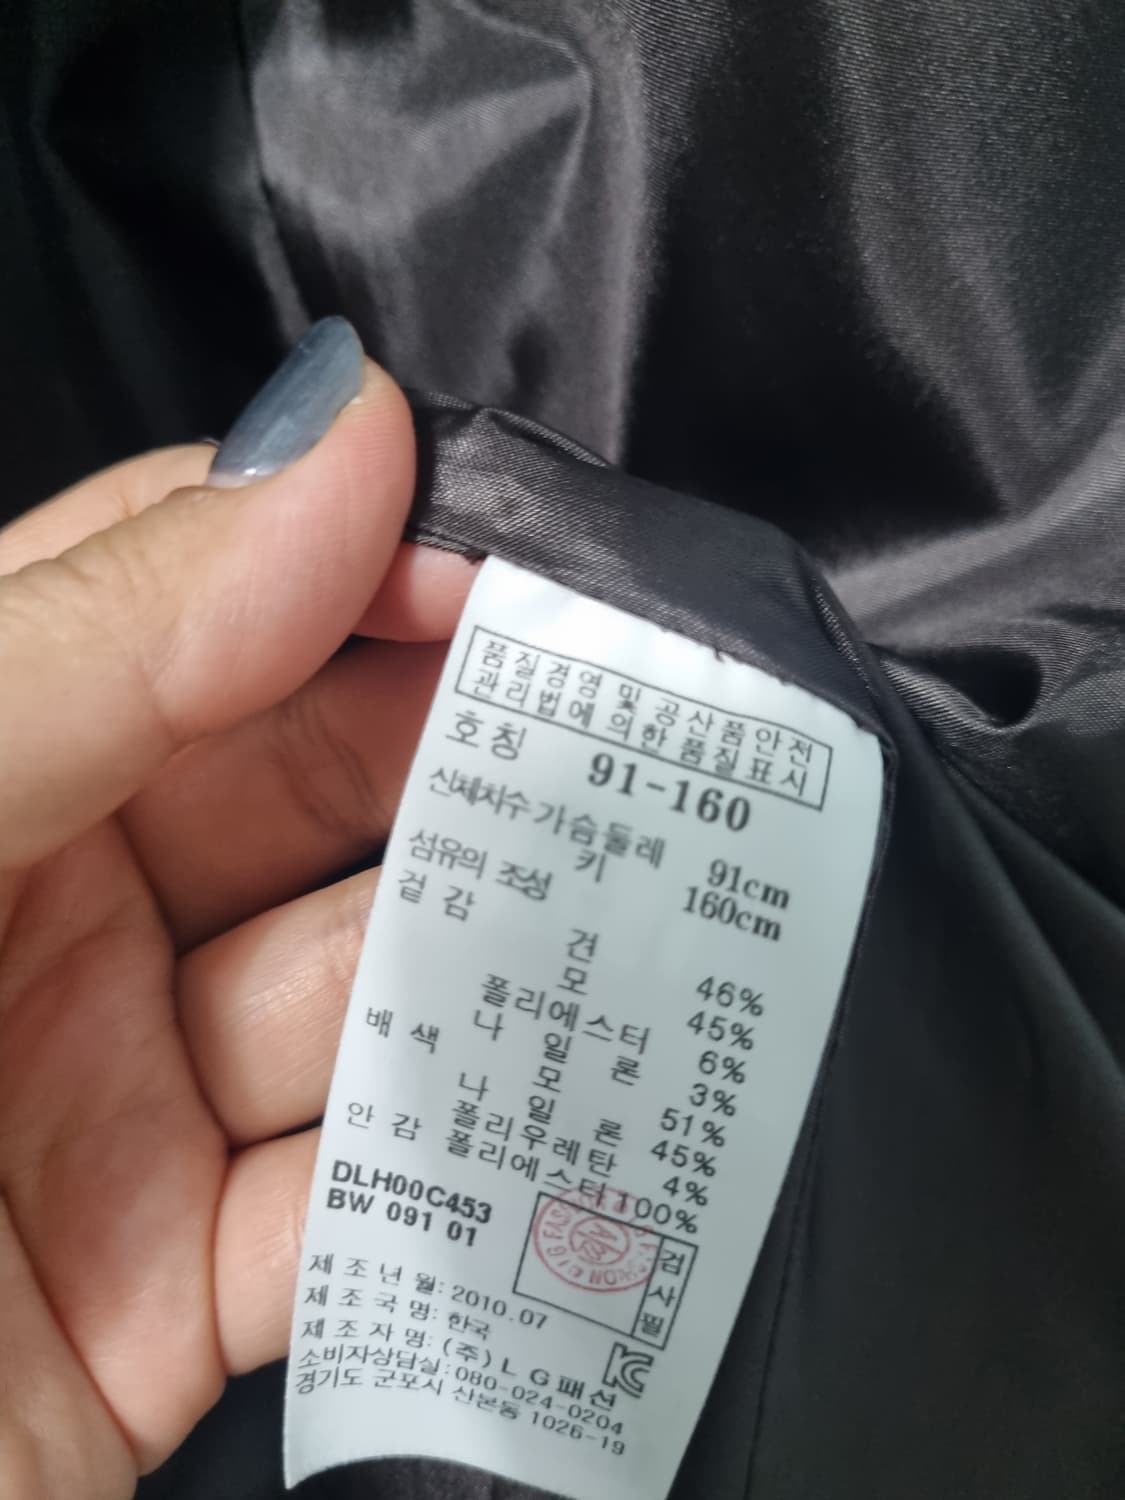 품질경영 및 공산품안전
관리법에 의한 품질표시
호칭 91-160
신체치수 가슴둘레 91cm
키 160cm
섬유의 조성
겉감
견 46%
모 45%
폴리에스터 6%
나일론 3%
배색 모 51%
나일론 45%
폴리우레탄 4%
안감 폴리에스터 100%
DLH00C453
BW 091 01
검사필
제조년월: 2010.07
제조국명: 한국
제조자명: (주)LG패션
소비자상담실: 080-024-0204
경기도 군포시 산본동 1026-19